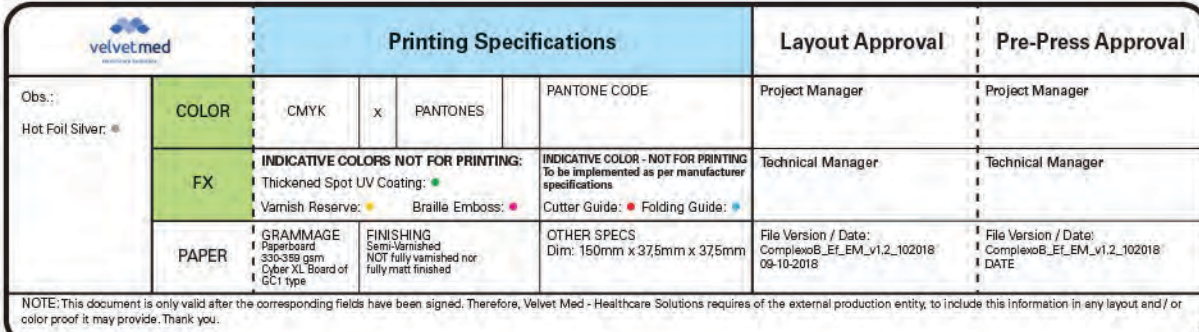 velvetmed
Printing Specifications
Layout Approval
Pre-Press Approval
Obs.:
Hot Foil Silver:
COLOR
CMYK
x
PANTONES
PANTONE CODE
Project Manager
Project Manager
FX
INDICATIVE COLORS NOT FOR PRINTING:
Thickened Spot UV Coating:
Varnish Reserve: Braille Emboss:
INDICATIVE COLOR - NOT FOR PRINTING
To be implemented as per manufacturer
specifications
Cutter Guide: Folding Guide:
Technical Manager
Technical Manager
PAPER
GRAMMAGE
Paperboard
330-359 gsm
Cyber XL Board of
GC1 type
FINISHING
Semi-Varnished
NOT fully varnished nor
fully matt finished
OTHER SPECS
Dim: 150mm x 37,5mm x 37,5mm
File Version / Date:
ComplexoB_Ef_EM_v1.2_102018
09-10-2018
File Version / Date:
ComplexoB_Ef_EM_v1.2_102018
DATE
NOTE: This document is only valid after the corresponding fields have been signed. Therefore, Velvet Med - Healthcare Solutions requires of the external production entity, to include this information in any layout and / or
color proof it may provide. Thank you.